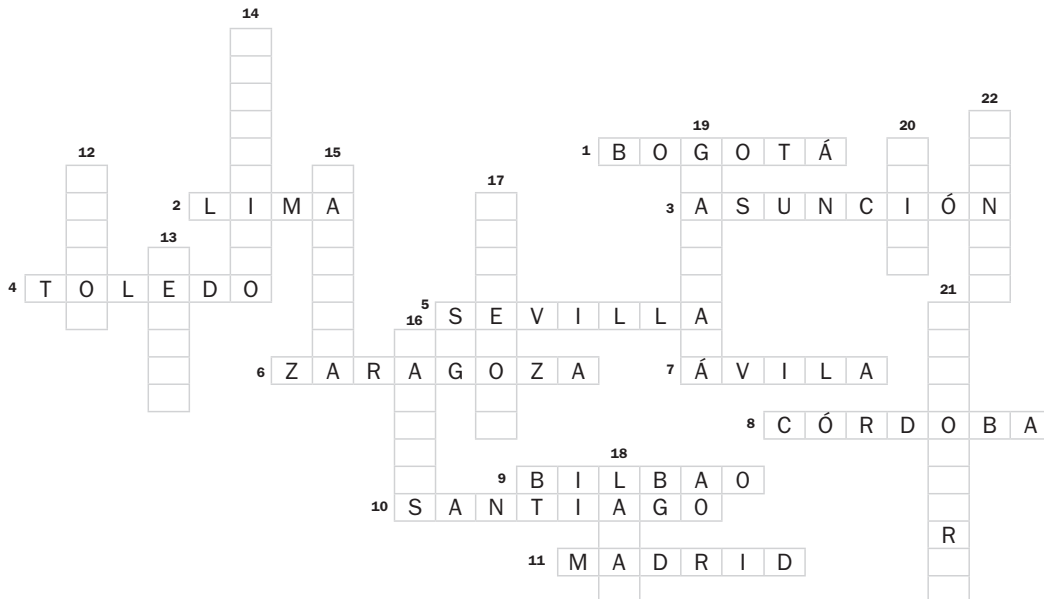 14
22
19
20
1 BOGOTÁ
12
15
17
2 LIMA
3 ASUNCIÓN
13
4 TOLEDO
21
5 SEVILLA
16
6 ZARAGOZA
7 ÁVILA
8 CÓRDOBA
18
9 BILBAO
10 SANTIAGO
R
11 MADRID